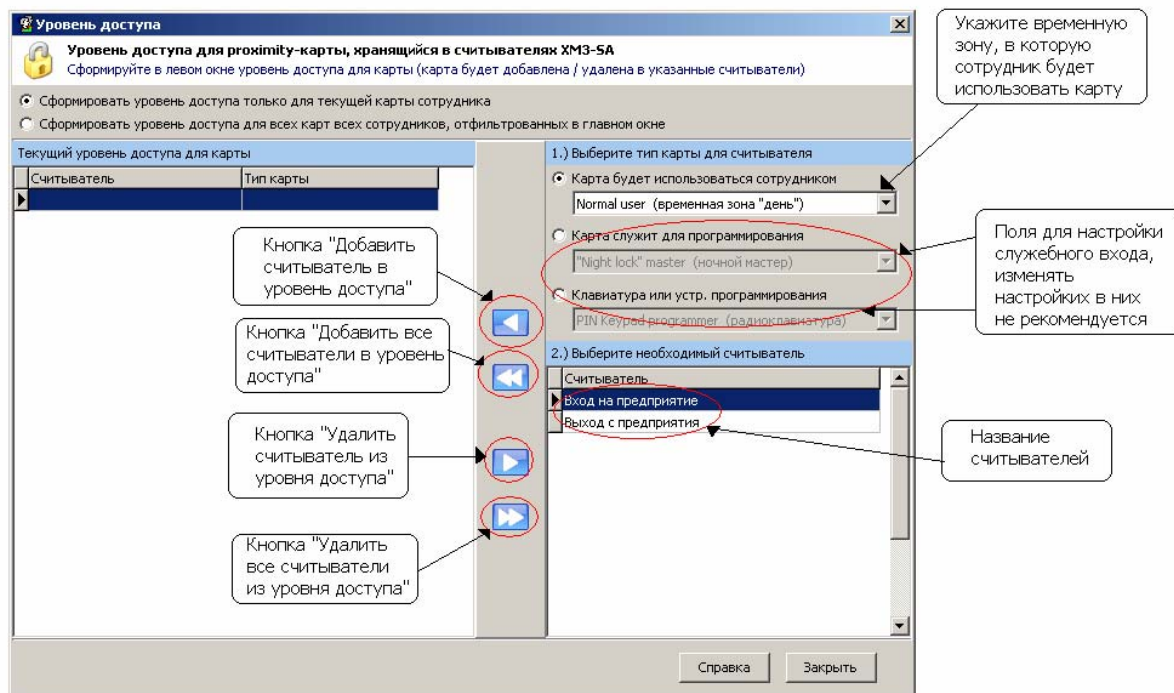 Уровень доступа
Уровень доступа для proximity-карты, хранящийся в считывателях XM3-SA
Сформируйте в левом окне уровень доступа для карты (карта будет добавлена / удалена в указанные считыватели)
Сформировать уровень доступа только для текущей карты сотрудника
Сформировать уровень доступа для всех карт всех сотрудников, отфильтрованных в главном окне
Текущий уровень доступа для карты
Считыватель
Тип карты
Кнопка "Добавить
считыватель в
уровень доступа"
Кнопка "Добавить все
считыватели в уровень
доступа"
Кнопка "Удалить
считыватель из
уровня доступа"
Кнопка "Удалить
все считыватели
из уровня доступа"
1.) Выберите тип карты для считывателя
Карта будет использоваться сотрудником
Normal user (временная зона "день")
Карта служит для программирования
"Night lock" master (ночной мастер)
Клавиатура или устр. программирования
PIN Keypad programmer (радиоклавиатура)
2.) Выберите необходимый считыватель
Считыватель
Вход на предприятие
Выход с предприятия
Справка
Закрыть
Укажите временную
зону, в которую
сотрудник будет
использовать карту
Поля для настройки
служебного входа,
изменять
настройких в них
не рекомендуется
Название
считывателей